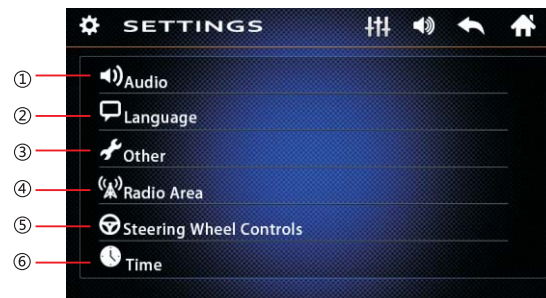 SETTINGS
① Audio
② Language
③ Other
④ Radio Area
⑤ Steering Wheel Controls
⑥ Time